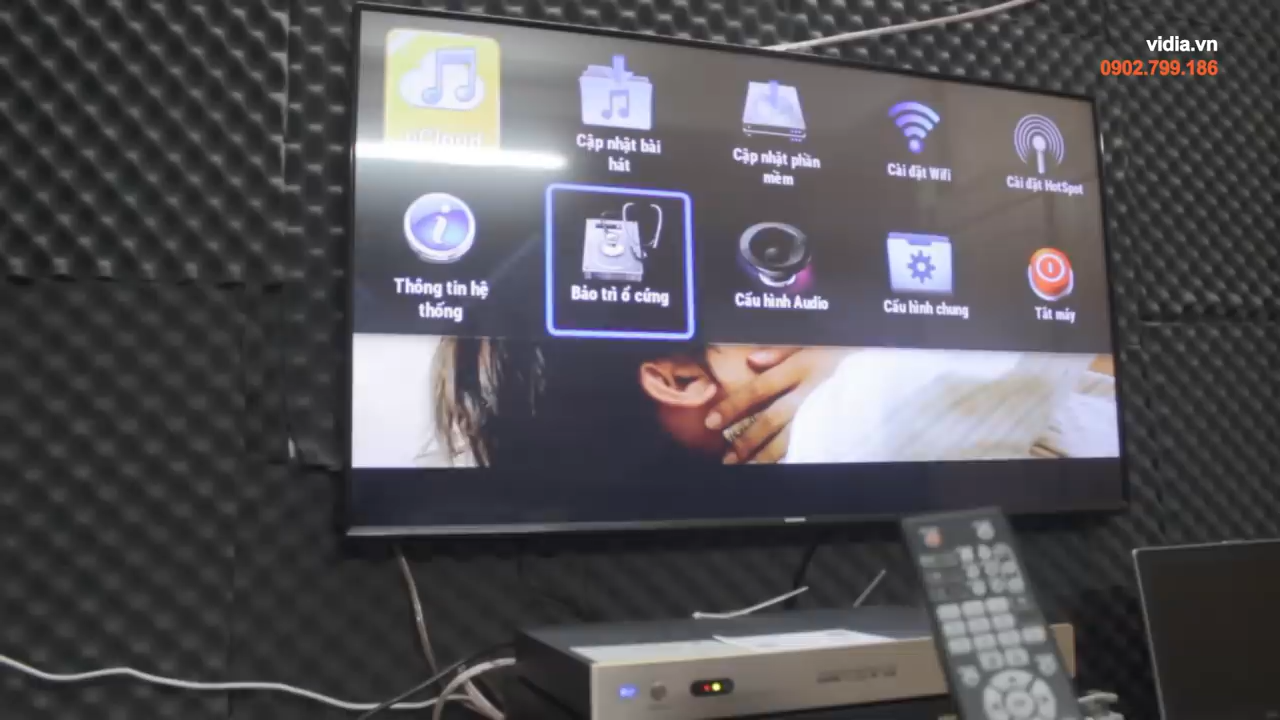 vidia.vn
0902.799.186
uCloud
Cập nhật bài
hát
Cập nhật phần
mềm
Cài đặt Wifi
Cài đặt HotSpot
Thông tin hệ
thống
Bảo trì ổ cứng
Cấu hình Audio
Cấu hình chung
Tắt máy